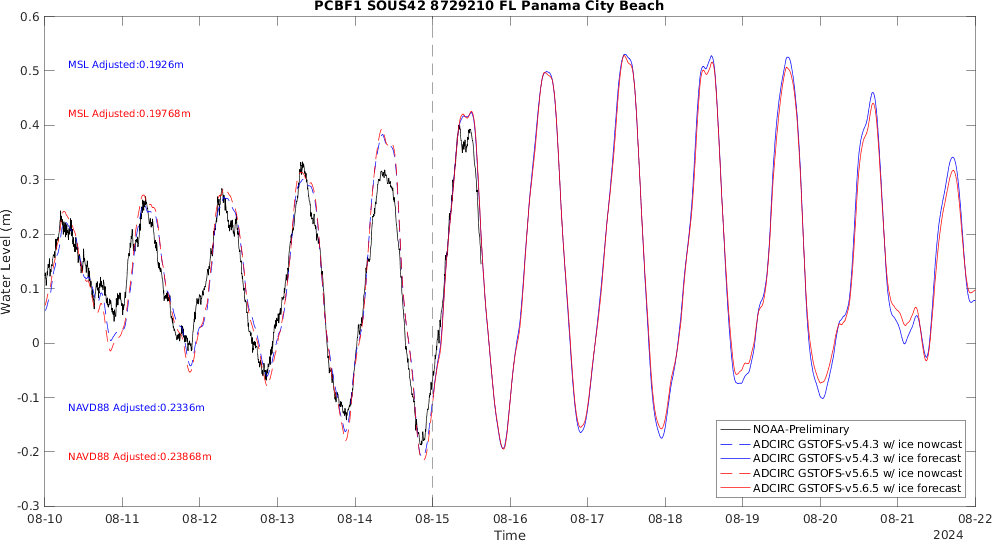 PCBF1 SOUS42 8729210 FL Panama City Beach
0.6
0.5
0.4
0.3
0.2
0.1
0
-0.1
-0.2
-0.3
Water Level (m)
MSL Adjusted:0.1926m
MSL Adjusted:0.19768m
NAVD88 Adjusted:0.2336m
NAVD88 Adjusted:0.23868m
NOAA-Preliminary
ADCIRC GSTOFS-v5.4.3 w/ ice nowcast
ADCIRC GSTOFS-v5.4.3 w/ ice forecast
ADCIRC GSTOFS-v5.6.5 w/ ice nowcast
ADCIRC GSTOFS-v5.6.5 w/ ice forecast
08-10 08-11 08-12 08-13 08-14 08-15 08-16 08-17 08-18 08-19 08-20 08-21 08-22
Time
2024